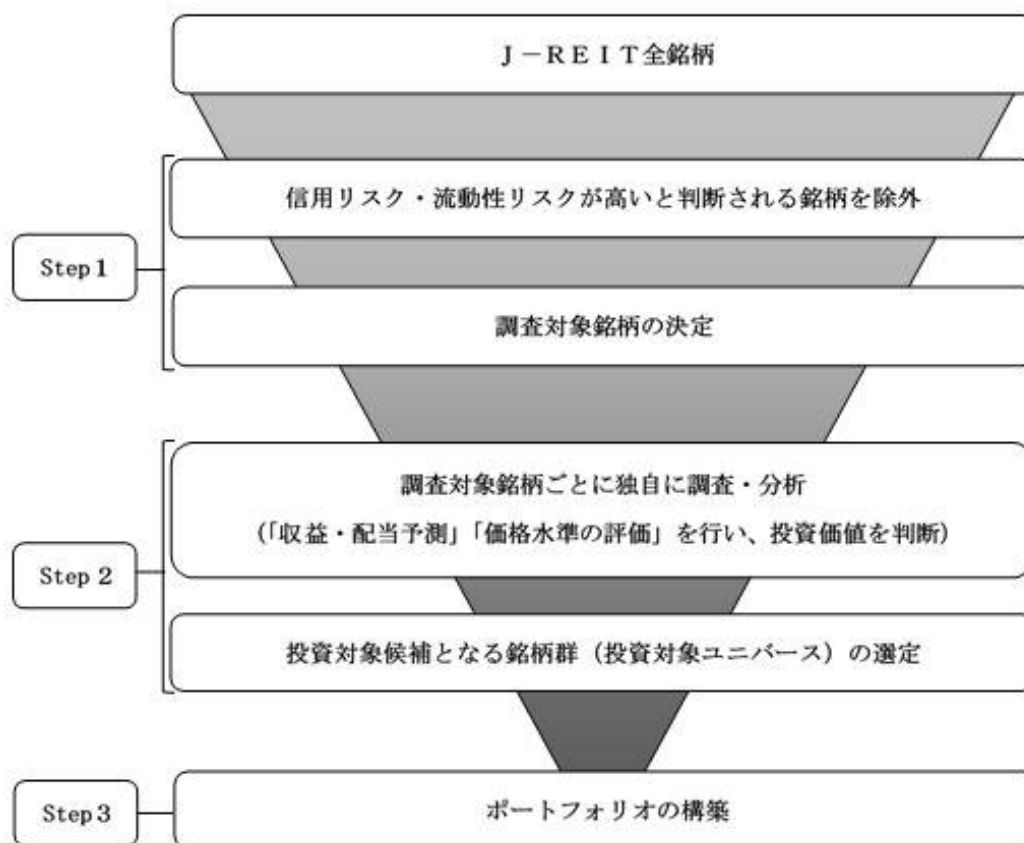 J－REIT全銘柄
信用リスク・流動性リスクが高いと判断される銘柄を除外
Step1
調査対象銘柄の決定
調査対象銘柄ごとに独自に調査・分析
(「収益・配当予測」「価格水準の評価」を行い、投資価値を判断)
Step2
投資対象候補となる銘柄群（投資対象ユニバース）の選定
Step3
ポートフォリオの構築